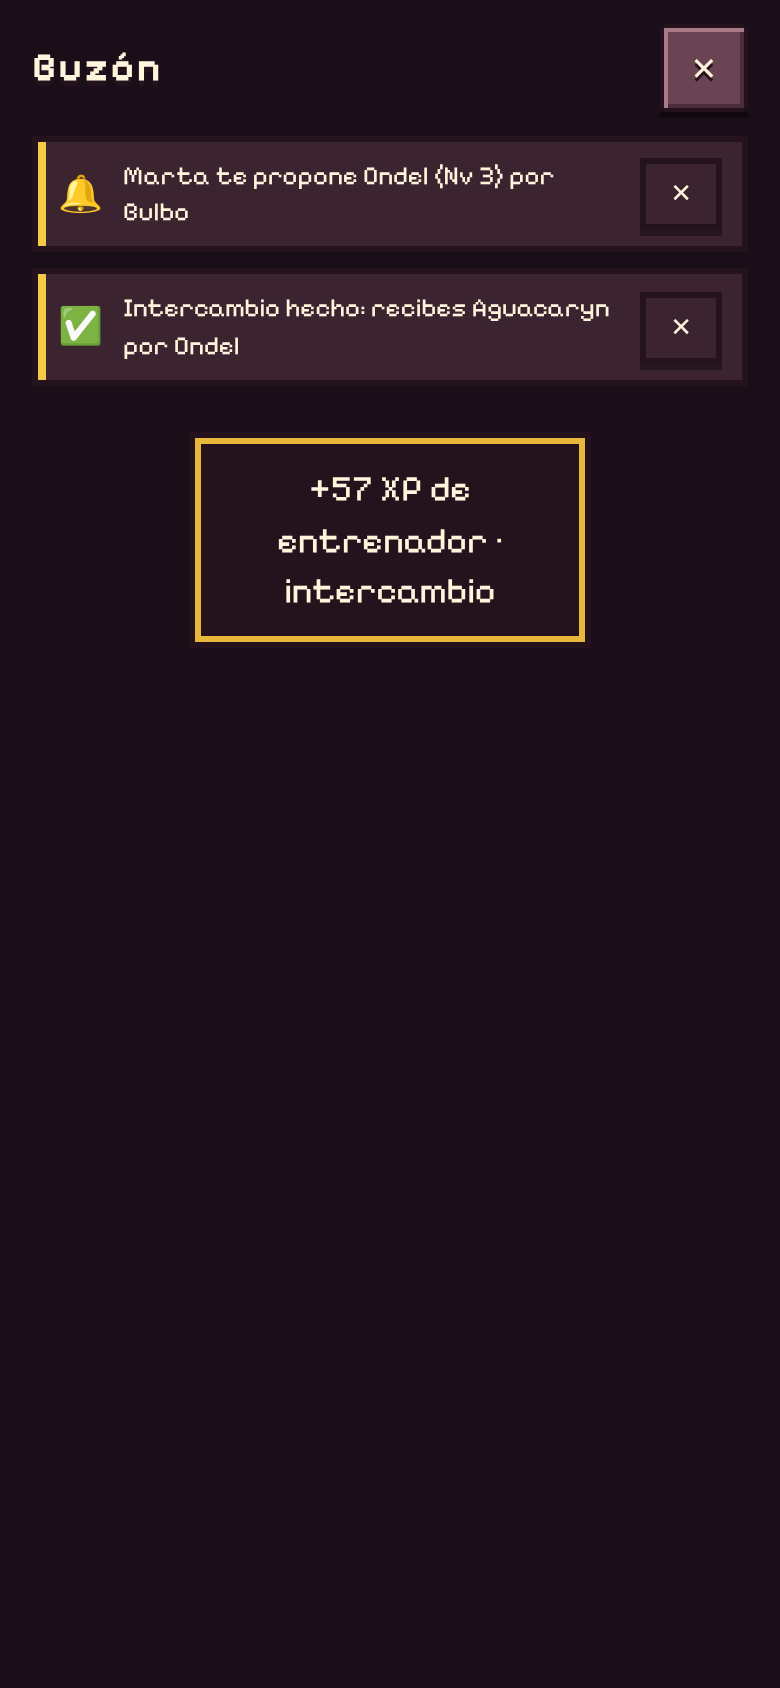 Buzón
×
🔔 Marta te propone Ondel (Nv 3) por
Bulbo
×
✅ Intercambio hecho: recibes Aguacaryn
por Ondel
×
+57 XP de
entrenador ·
intercambio